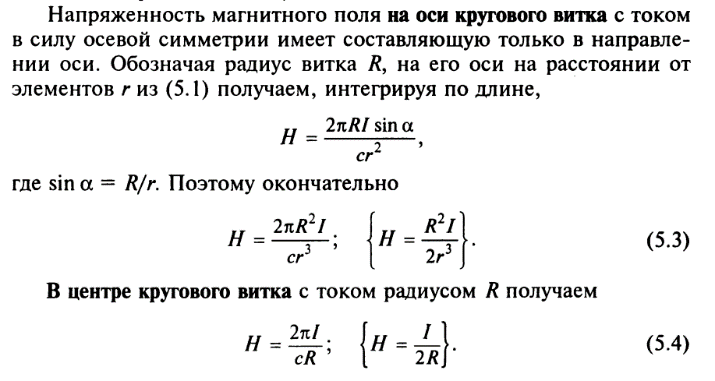 Напряженность магнитного поля на оси кругового витка с током
в силу осевой симметрии имеет составляющую только в направле-
нии оси. Обозначая радиус витка R, на его оси на расстоянии от
элементов r из (5.1) получаем, интегрируя по длине,
H = 2πRI sin α / cr²,
где sin α = R/r. Поэтому окончательно
H = 2πR²I / cr³; {H = R²I / 2r³}. (5.3)
В центре кругового витка с током радиусом R получаем
H = 2πI / cR; {H = I / 2R}. (5.4)